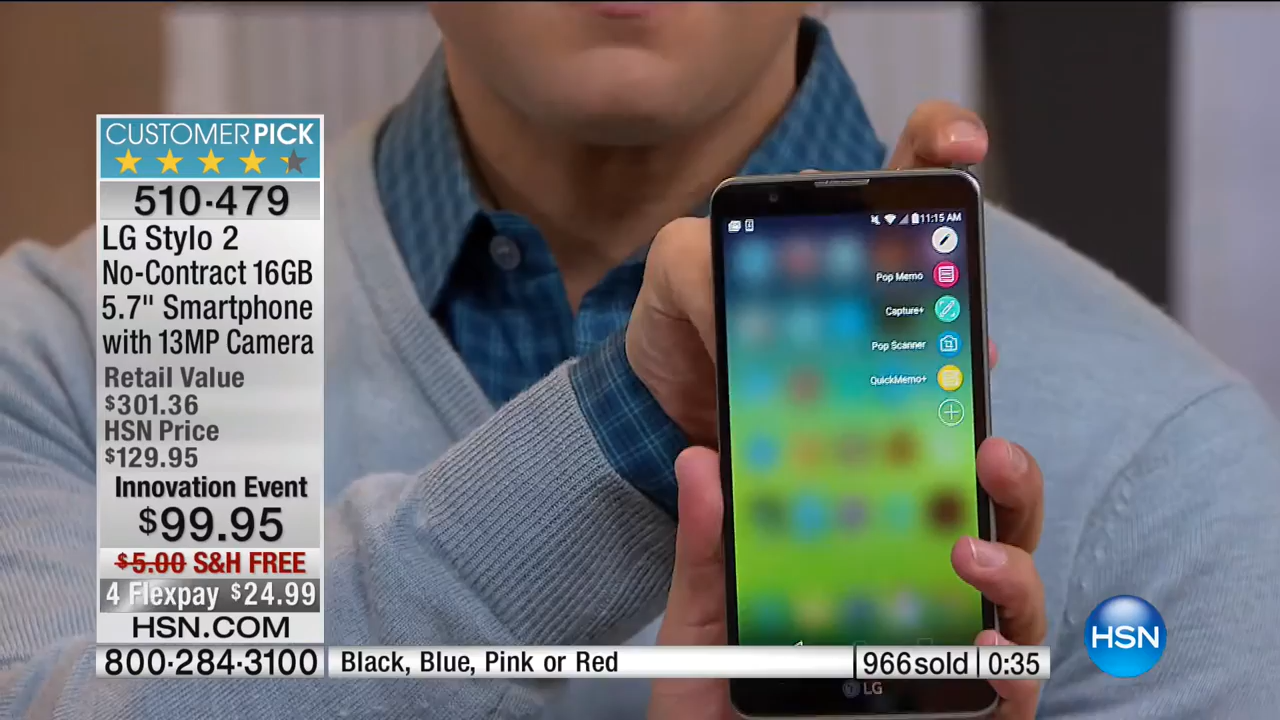 CUSTOMER PICK
510-479
LG Stylo 2
No-Contract 16GB
5.7" Smartphone
with 13MP Camera
Retail Value
$301.36
HSN Price
$129.95
Innovation Event
$99.95
$5.00 S&H FREE
4 Flexpay $24.99
HSN.COM
800-284-3100
Black, Blue, Pink or Red
966sold
0:35
11:15 AM
Pop Memo
Capture+
Pop Scanner
QuickMemo+
LG
HSN